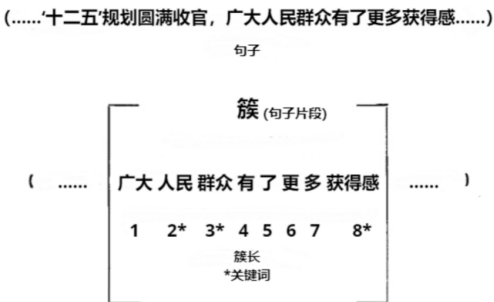 (……‘十二五’规划圆满收官，广大人民群众有了更多获得感……)
句子
簇 (句子片段)
( …… 广大 人民 群众 有 了 更 多 获得感 …… )
1 2* 3* 4 5 6 7 8*
簇长
*关键词